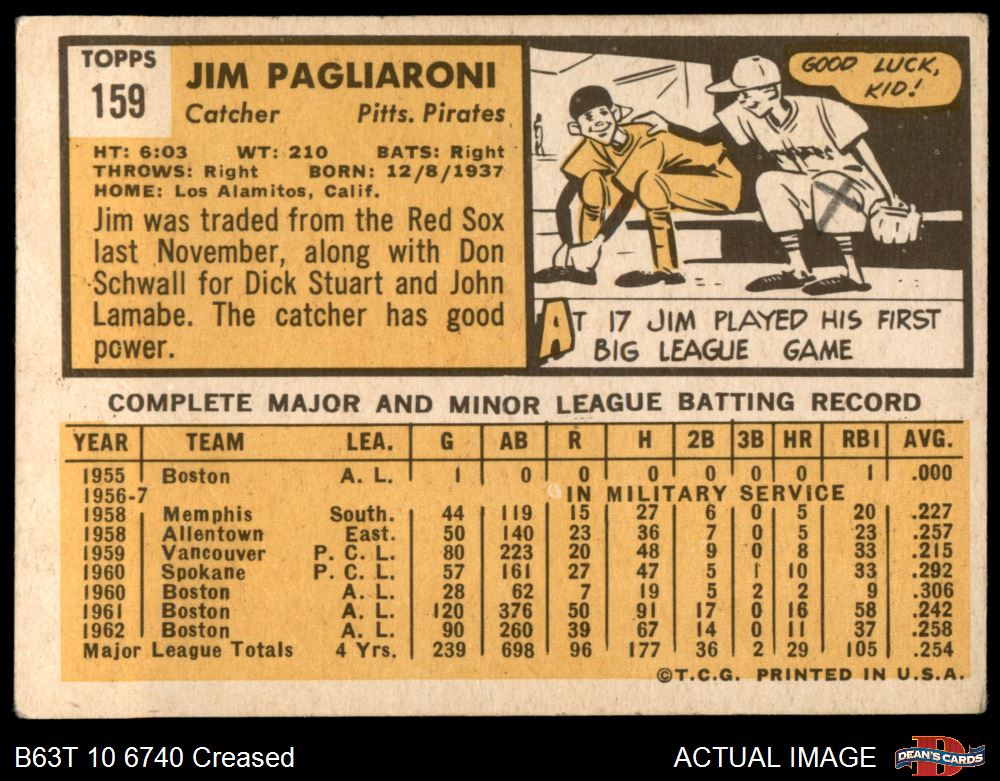 TOPPS
159
JIM PAGLIARONI
Catcher Pitts. Pirates
HT: 6:03 WT: 210 BATS: Right
THROWS: Right BORN: 12/8/1937
HOME: Los Alamitos, Calif.
Jim was traded from the Red Sox
last November, along with Don
Schwall for Dick Stuart and John
Lamabe. The catcher has good
power.
GOOD LUCK,
KID!
AT 17 JIM PLAYED HIS FIRST
BIG LEAGUE GAME
COMPLETE MAJOR AND MINOR LEAGUE BATTING RECORD
YEAR TEAM LEA. G AB R H 2B 3B HR RBI AVG.
1955 Boston A. L. 1 0 0 0 0 0 0 1 .000
1956-7 IN MILITARY SERVICE
1958 Memphis South. 44 119 15 27 6 0 5 20 .227
1958 Allentown East. 50 140 23 36 7 0 5 23 .257
1959 Vancouver P. C. L. 80 223 20 48 9 0 8 33 .215
1960 Spokane P. C. L. 57 161 27 47 5 1 10 33 .292
1960 Boston A. L. 28 62 7 19 5 2 2 9 .306
1961 Boston A. L. 120 376 50 91 17 0 16 58 .242
1962 Boston A. L. 90 260 39 67 14 0 11 37 .258
Major League Totals 4 Yrs. 239 698 96 177 36 2 29 105 .254
©T.C.G. PRINTED IN U.S.A.
B63T 10 6740 Creased
ACTUAL IMAGE
DEAN'S CARDS